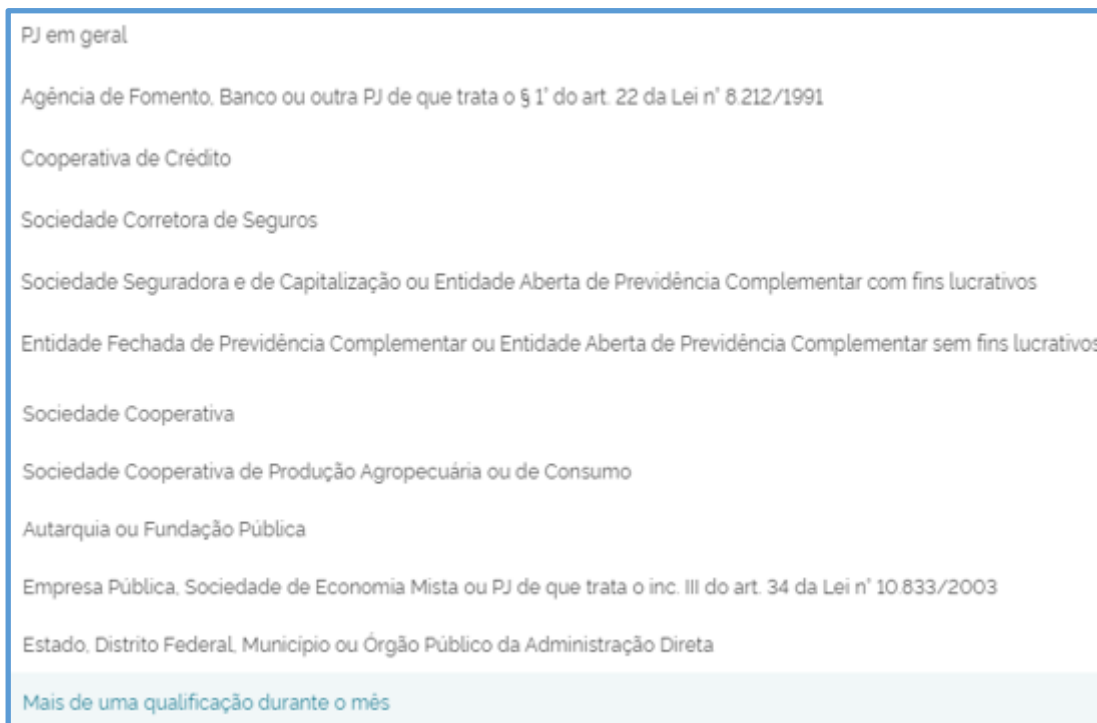 PJ em geral
Agência de Fomento, Banco ou outra PJ de que trata o § 1° do art. 22 da Lei n° 8.212/1991
Cooperativa de Crédito
Sociedade Corretora de Seguros
Sociedade Seguradora e de Capitalização ou Entidade Aberta de Previdência Complementar com fins lucrativos
Entidade Fechada de Previdência Complementar ou Entidade Aberta de Previdência Complementar sem fins lucrativos
Sociedade Cooperativa
Sociedade Cooperativa de Produção Agropecuária ou de Consumo
Autarquia ou Fundação Pública
Empresa Pública, Sociedade de Economia Mista ou PJ de que trata o inc. III do art. 34 da Lei n° 10.833/2003
Estado, Distrito Federal, Município ou Órgão Público da Administração Direta
Mais de uma qualificação durante o mês